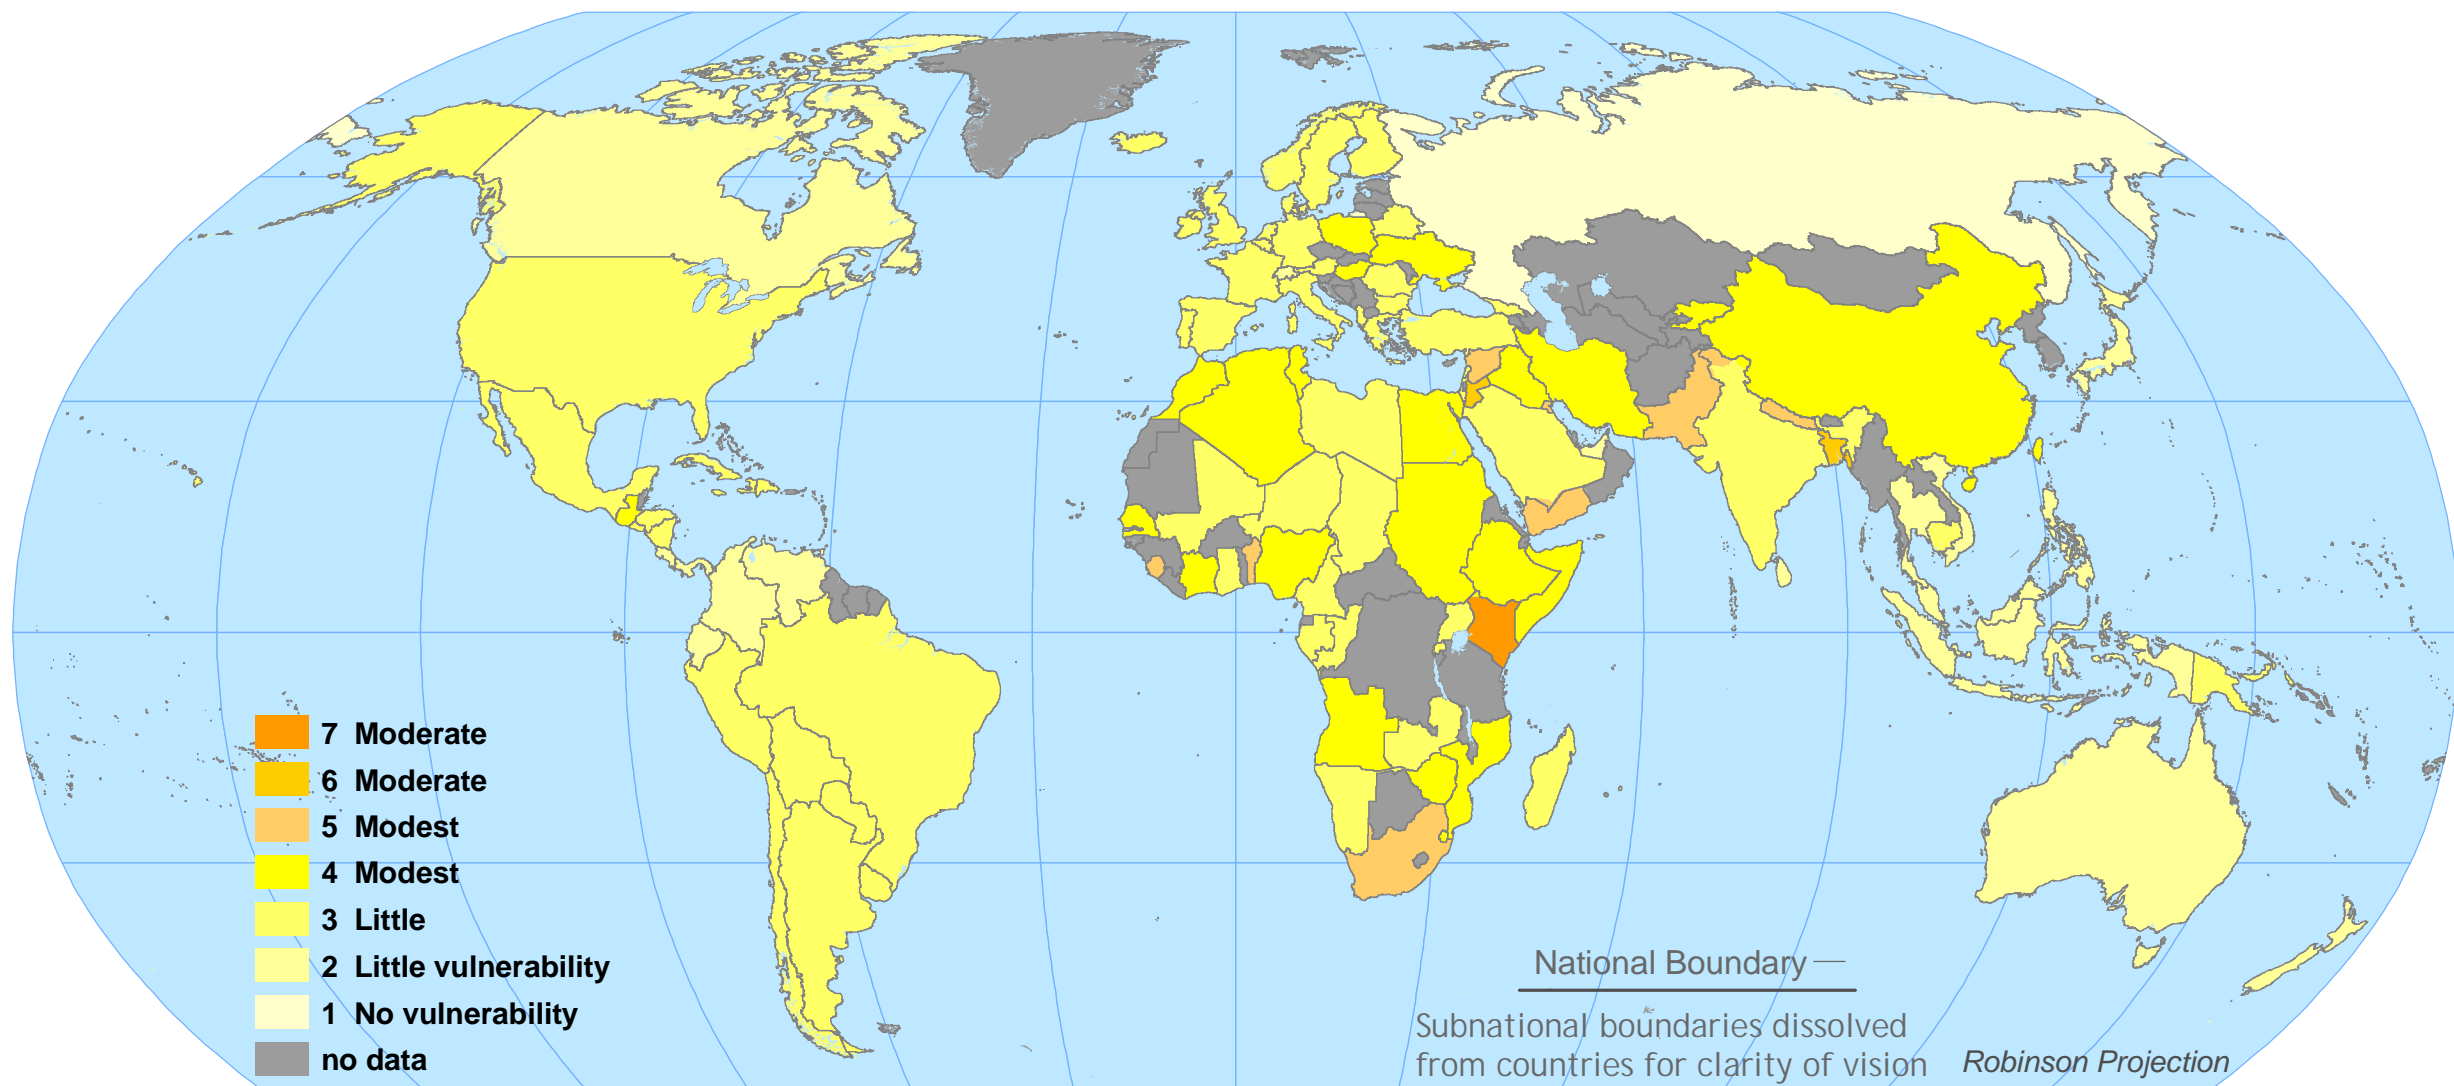 7 Moderate
6 Moderate
5 Modest
4 Modest
3 Little
2 Little vulnerability
1 No vulnerability
no data
National Boundary
Subnational boundaries dissolved
from countries for clarity of vision
Robinson Projection